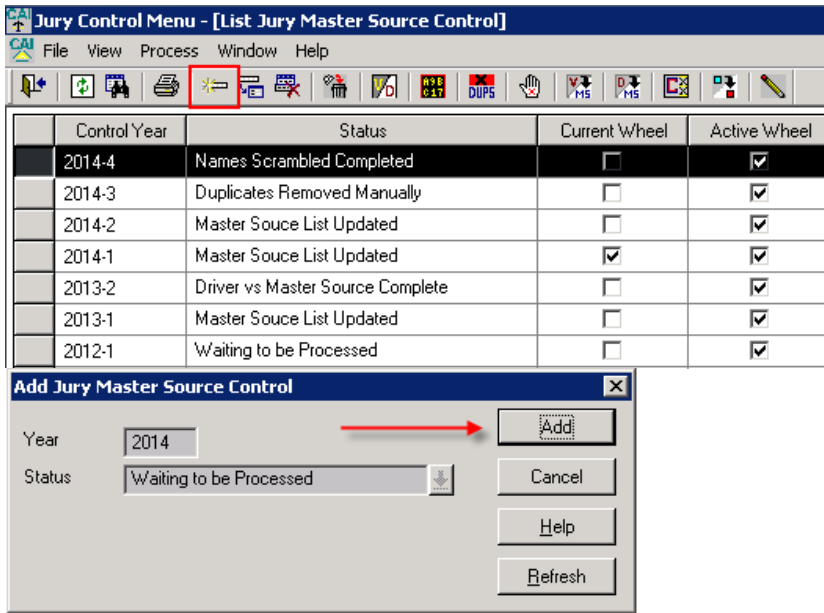 CAI Jury Control Menu - [List Jury Master Source Control]
CAI File View Process Window Help
V/D DUPS V MS D MS
Control Year Status Current Wheel Active Wheel
2014-4 Names Scrambled Completed
2014-3 Duplicates Removed Manually
2014-2 Master Souce List Updated
2014-1 Master Souce List Updated
2013-2 Driver vs Master Source Complete
2013-1 Master Souce List Updated
2012-1 Waiting to be Processed
Add Jury Master Source Control
Add
Year 2014
Status Waiting to be Processed
Cancel
Help
Refresh